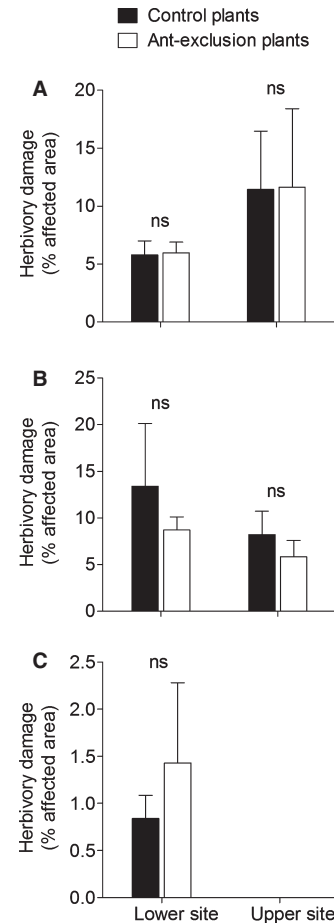 Control plants
Ant-exclusion plants
A
Herbivory damage
(% affected area)
20
15
10
5
0
ns
ns
B
Herbivory damage
(% affected area)
25
20
15
10
5
0
ns
ns
C
Herbivory damage
(% affected area)
2.5
2.0
1.5
1.0
0.5
0.0
ns
Lower site
Upper site